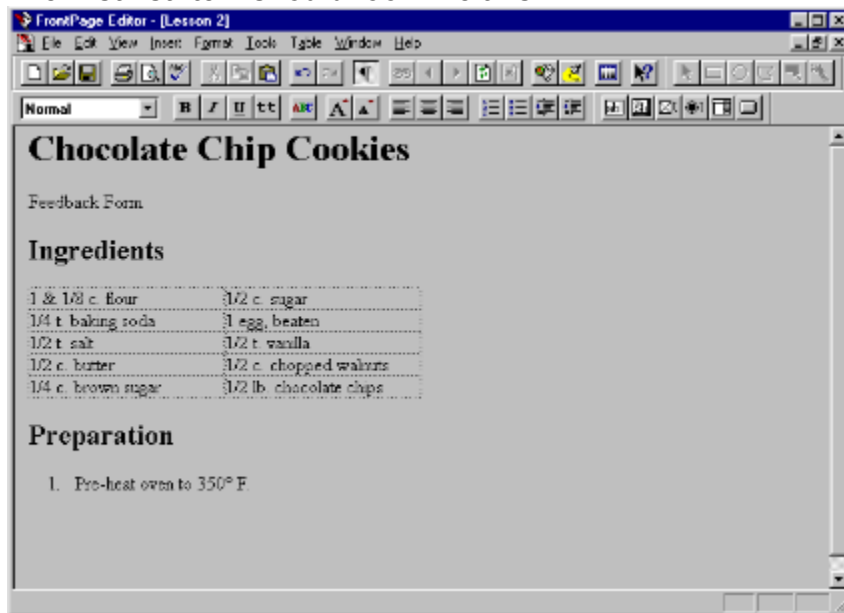 FrontPage Editor - [Lesson 2]
File Edit View Insert Format Tools Table Window Help
Normal B I U tt ABC A A
Chocolate Chip Cookies
Feedback Form
Ingredients
1 & 1/8 c. flour 1/2 c. sugar
1/4 t. baking soda 1 egg, beaten
1/2 t. salt 1/2 t. vanilla
1/2 c. butter 1/2 c. chopped walnuts
1/4 c. brown sugar 1/2 lb. chocolate chips
Preparation
1. Pre-heat oven to 350° F.